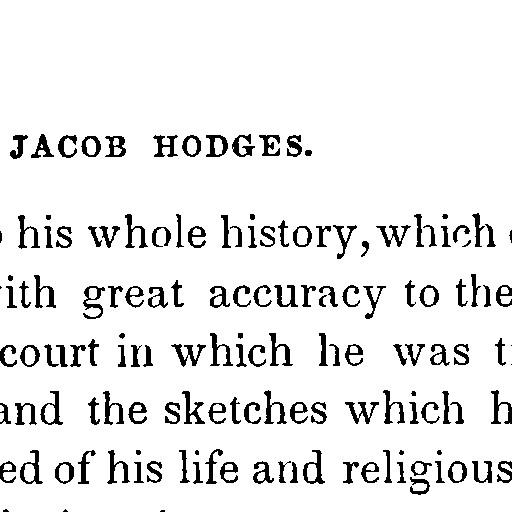 JACOB HODGES.
his whole history, which
with great accuracy to the
court in which he was
and the sketches which
ed of his life and religious